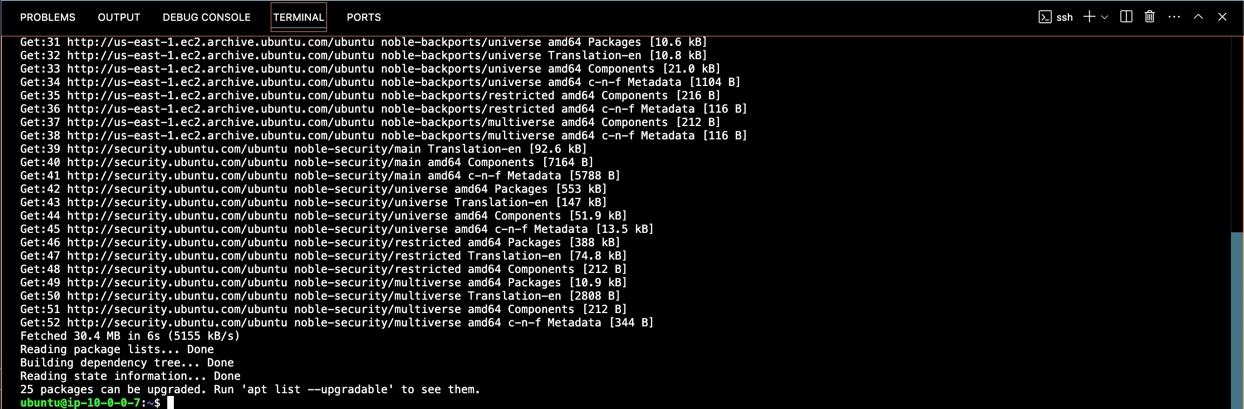 PROBLEMS OUTPUT DEBUG CONSOLE TERMINAL PORTS ssh
Get:31 http://us-east-1.ec2.archive.ubuntu.com/ubuntu noble-backports/universe amd64 Packages [10.6 kB]
Get:32 http://us-east-1.ec2.archive.ubuntu.com/ubuntu noble-backports/universe Translation-en [10.8 kB]
Get:33 http://us-east-1.ec2.archive.ubuntu.com/ubuntu noble-backports/universe amd64 Components [21.0 kB]
Get:34 http://us-east-1.ec2.archive.ubuntu.com/ubuntu noble-backports/universe amd64 c-n-f Metadata [1104 B]
Get:35 http://us-east-1.ec2.archive.ubuntu.com/ubuntu noble-backports/restricted amd64 Components [216 B]
Get:36 http://us-east-1.ec2.archive.ubuntu.com/ubuntu noble-backports/restricted amd64 c-n-f Metadata [116 B]
Get:37 http://us-east-1.ec2.archive.ubuntu.com/ubuntu noble-backports/multiverse amd64 Components [212 B]
Get:38 http://us-east-1.ec2.archive.ubuntu.com/ubuntu noble-backports/multiverse amd64 c-n-f Metadata [116 B]
Get:39 http://security.ubuntu.com/ubuntu noble-security/main Translation-en [92.6 kB]
Get:40 http://security.ubuntu.com/ubuntu noble-security/main amd64 Components [7164 B]
Get:41 http://security.ubuntu.com/ubuntu noble-security/main amd64 c-n-f Metadata [5788 B]
Get:42 http://security.ubuntu.com/ubuntu noble-security/universe amd64 Packages [553 kB]
Get:43 http://security.ubuntu.com/ubuntu noble-security/universe Translation-en [147 kB]
Get:44 http://security.ubuntu.com/ubuntu noble-security/universe amd64 Components [51.9 kB]
Get:45 http://security.ubuntu.com/ubuntu noble-security/universe amd64 c-n-f Metadata [13.5 kB]
Get:46 http://security.ubuntu.com/ubuntu noble-security/restricted amd64 Packages [388 kB]
Get:47 http://security.ubuntu.com/ubuntu noble-security/restricted Translation-en [74.8 kB]
Get:48 http://security.ubuntu.com/ubuntu noble-security/restricted amd64 Components [212 B]
Get:49 http://security.ubuntu.com/ubuntu noble-security/multiverse amd64 Packages [10.9 kB]
Get:50 http://security.ubuntu.com/ubuntu noble-security/multiverse Translation-en [2808 B]
Get:51 http://security.ubuntu.com/ubuntu noble-security/multiverse amd64 Components [212 B]
Get:52 http://security.ubuntu.com/ubuntu noble-security/multiverse amd64 c-n-f Metadata [344 B]
Fetched 30.4 MB in 6s (5155 kB/s)
Reading package lists... Done
Building dependency tree... Done
Reading state information... Done
25 packages can be upgraded. Run 'apt list --upgradable' to see them.
ubuntu@ip-10-0-0-7:~$